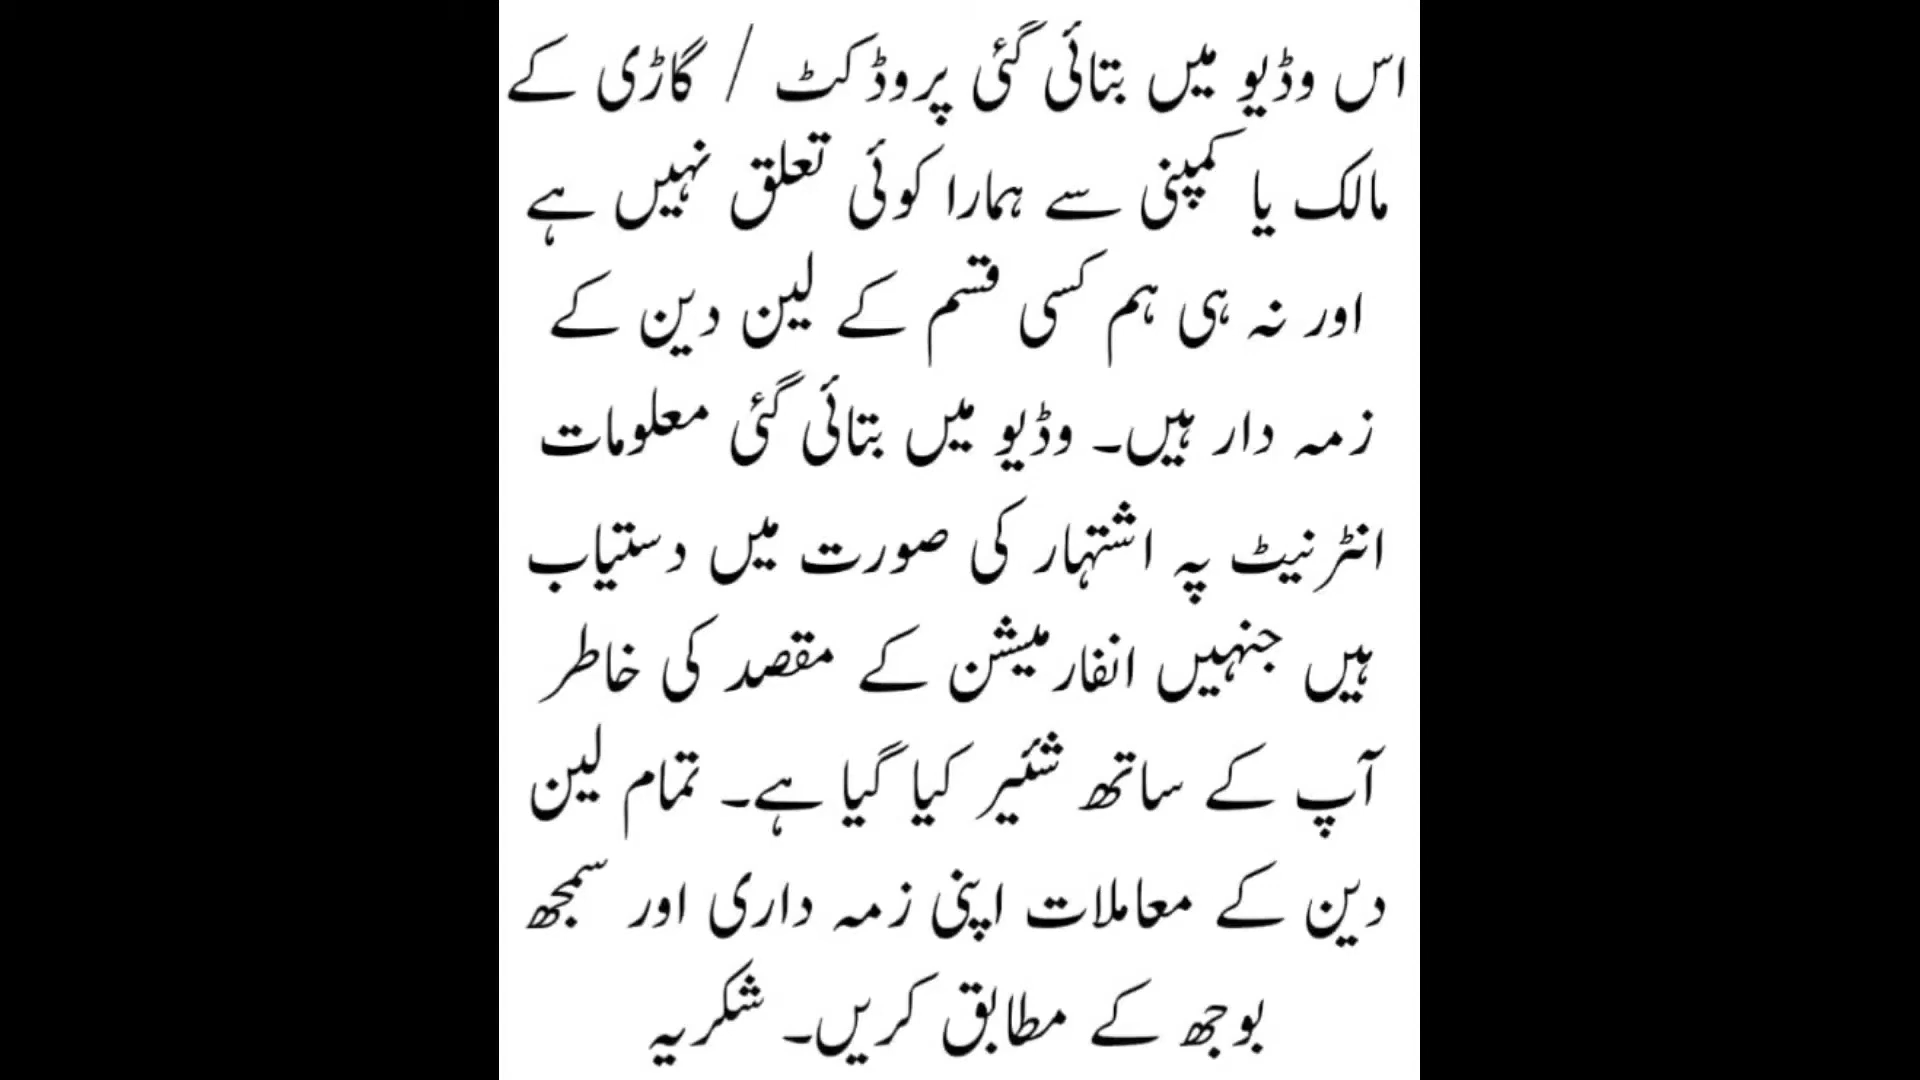 اس وڈیو میں بتائی گئی پروڈکٹ / گاڑی کے
مالک یا کمپنی سے ہمارا کوئی تعلق نہیں ہے
اور نہ ہی ہم کسی قسم کے لین دین کے
زمہ دار ہیں۔ وڈیو میں بتائی گئی معلومات
انٹرنیٹ پہ اشتہار کی صورت میں دستیاب
ہیں جنہیں انفارمیشن کے مقصد کی خاطر
آپ کے ساتھ شئیر کیا گیا ہے۔ تمام لین
دین کے معاملات اپنی زمہ داری اور سمجھ
بوجھ کے مطابق کریں۔ شکریہ